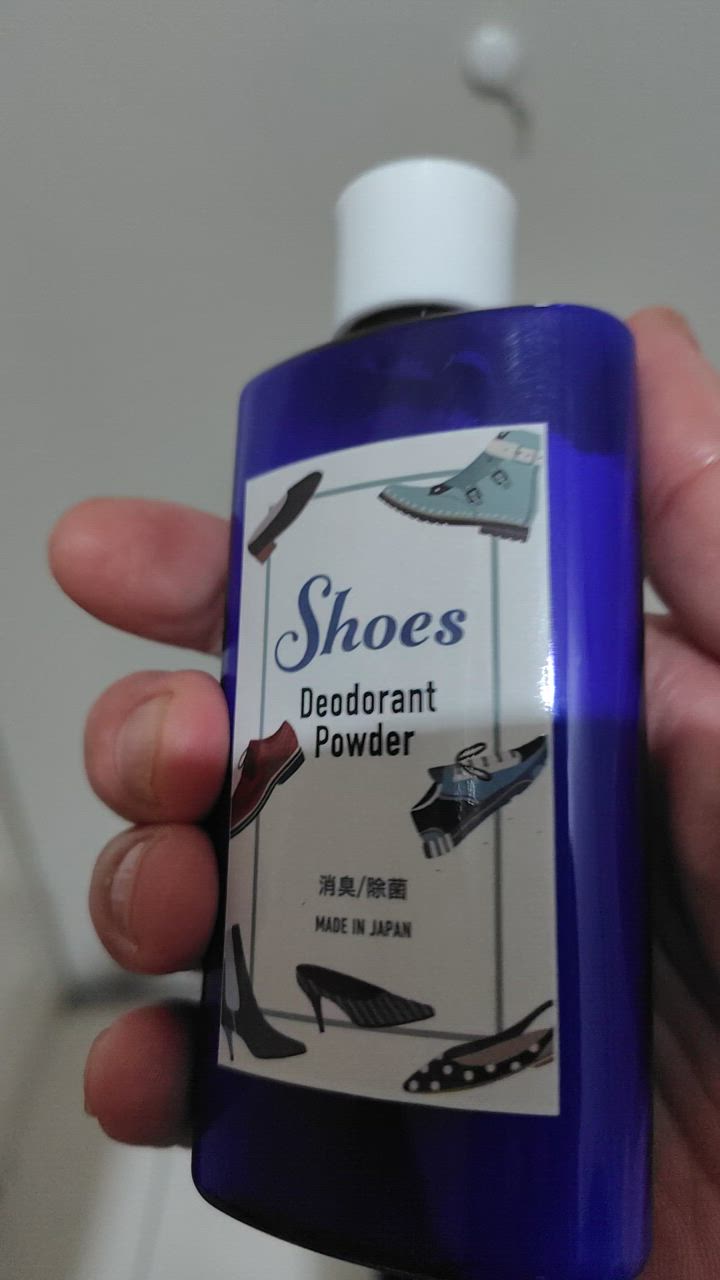 Shoes
Deodorant
Powder
消臭/除菌
MADE IN JAPAN